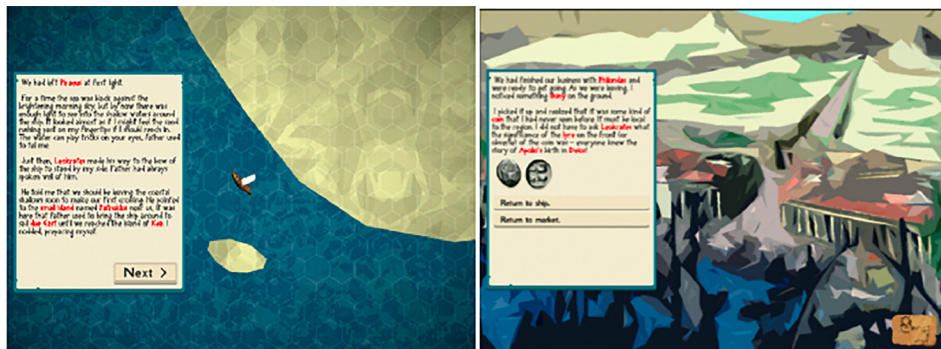 We had left Piraeus at first light.
For a time the sea was black against the
brightening morning sky, but by now there was
enough light to see into the shallow waters around
the ship. It looked almost as if I might feel the sand
rushing past on my fingertips if I should reach in.
The water can play tricks on your eyes, Father used
to tell me.
Just then, Leokrates made his way to the bow of
the ship to stand by my side. Father had always
spoken well of him.
He told me that we should be leaving the coastal
shallows soon to make our first crossing. He pointed
to the small island named Patroklos next us. It was
here that Father used to bring the ship around to
sail due East until we reached the island of Kea. I
nodded, preparing myself.
Next >
We had finished our business with and
were ready to get going. As we were leaving, I
noticed something shiny on the ground.
I picked it up and realized that it was some kind of
coin that I had never seen before. It must be local
to the region. I did not have to ask Leokrates what
the significance of the lyre on the front (or
obverse) of the coin was - everyone knew the
story of Apollo's birth in Delos!
Return to ship.
Return to market.